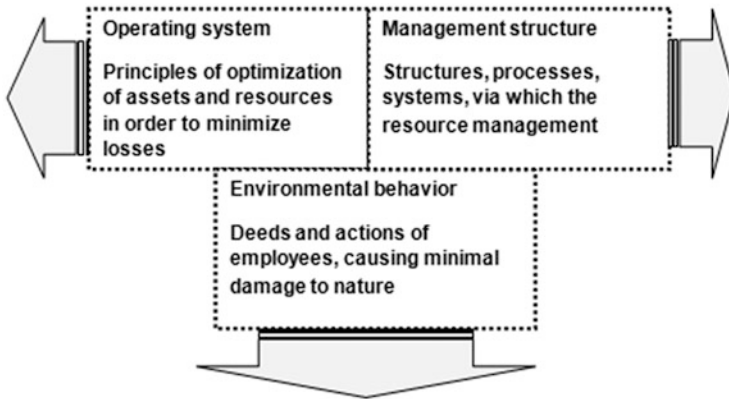 Operating system
Principles of optimization
of assets and resources
in order to minimize
losses
Management structure
Structures, processes,
systems, via which the
resource management
Environmental behavior
Deeds and actions of
employees, causing minimal
damage to nature